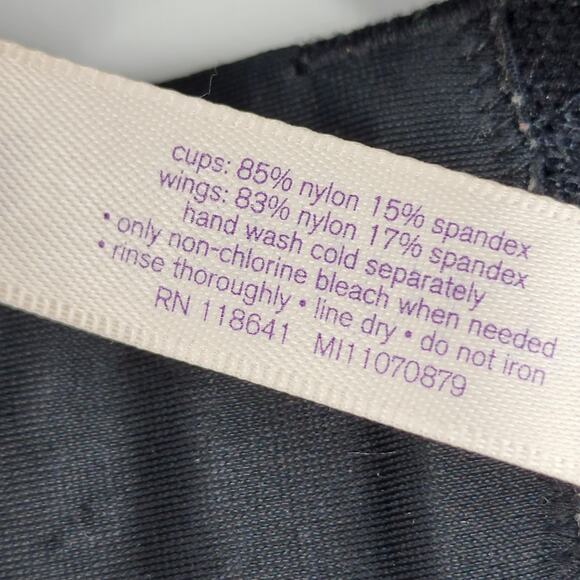 cups: 85% nylon 15% spandex
wings: 83% nylon 17% spandex
hand wash cold separately
• only non-chlorine bleach when needed
• rinse thoroughly • line dry • do not iron
RN 118641 MI11070879